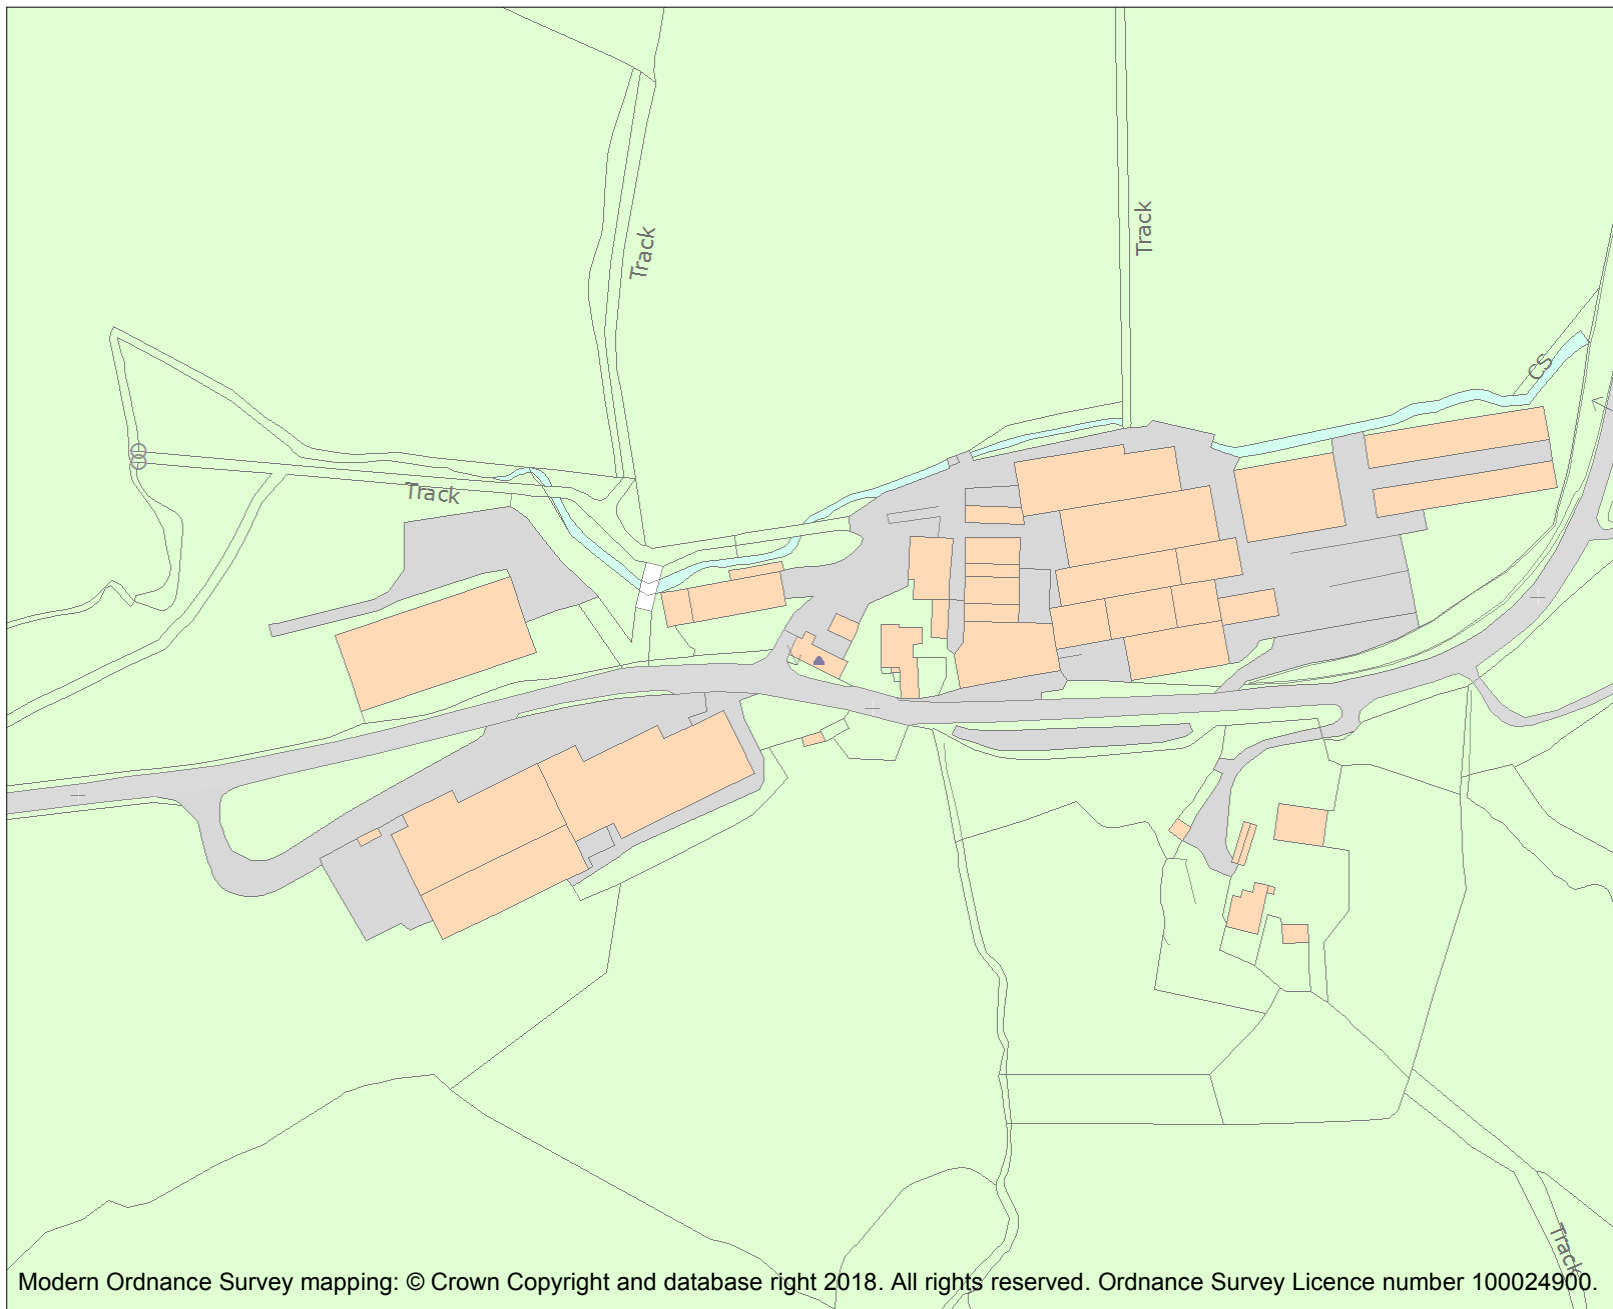 Track
Track
CS
Track
Track
Modern Ordnance Survey mapping: © Crown Copyright and database right 2018. All rights reserved. Ordnance Survey Licence number 100024900.